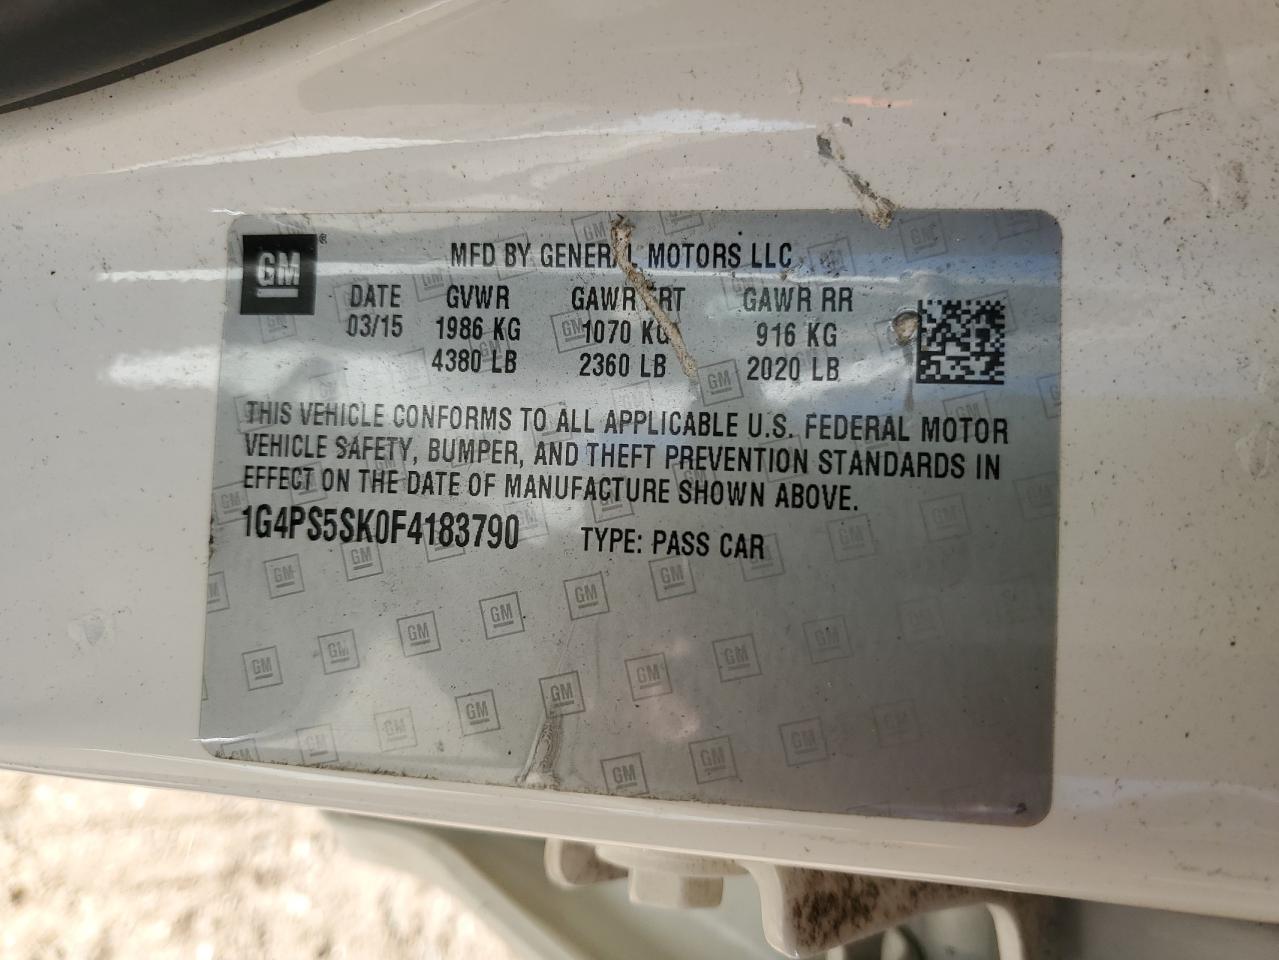 GM
MFD BY GENERAL MOTORS LLC
DATE GVWR GAWR FRT GAWR RR
03/15 1986 KG 1070 KG 916 KG
4380 LB 2360 LB 2020 LB
THIS VEHICLE CONFORMS TO ALL APPLICABLE U.S. FEDERAL MOTOR
VEHICLE SAFETY, BUMPER, AND THEFT PREVENTION STANDARDS IN
EFFECT ON THE DATE OF MANUFACTURE SHOWN ABOVE.
1G4PS5SK0F4183790 TYPE: PASS CAR